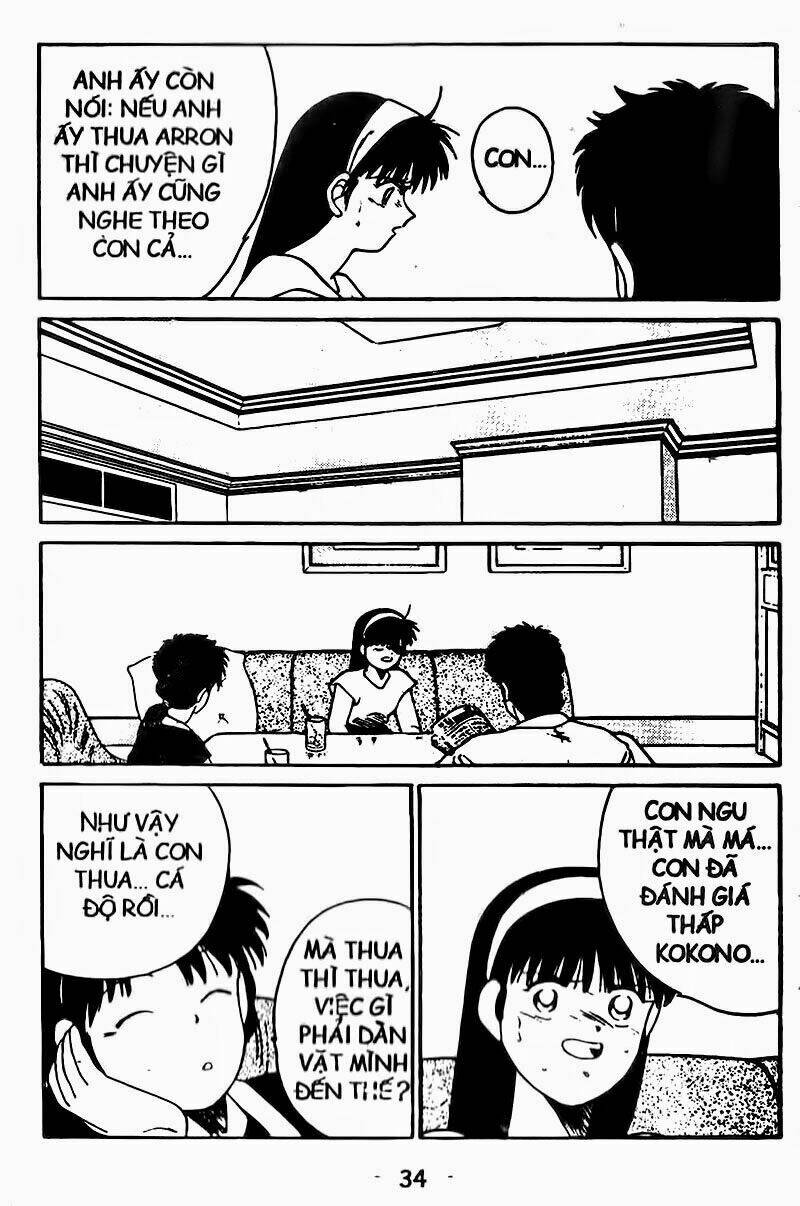 ANH ẤY CÒN
NÓI: NẾU ANH
ẤY THUA ARRON
THÌ CHUYỆN GÌ
ANH ẤY CŨNG
NGHE THEO
CON CẢ...
CON...
NHƯ VẬY
NGHĨ LÀ CON
THUA... CÁ
ĐỘ RỒI...
MÀ THUA
THÌ THUA,
VIỆC GÌ
PHẢI DẰN
VẶT MÌNH
ĐẾN THẾ?
CON NGU
THẬT MÀ MÁ...
CON ĐÃ
ĐÁNH GIÁ
THẤP
KOKONO...
- 34 -